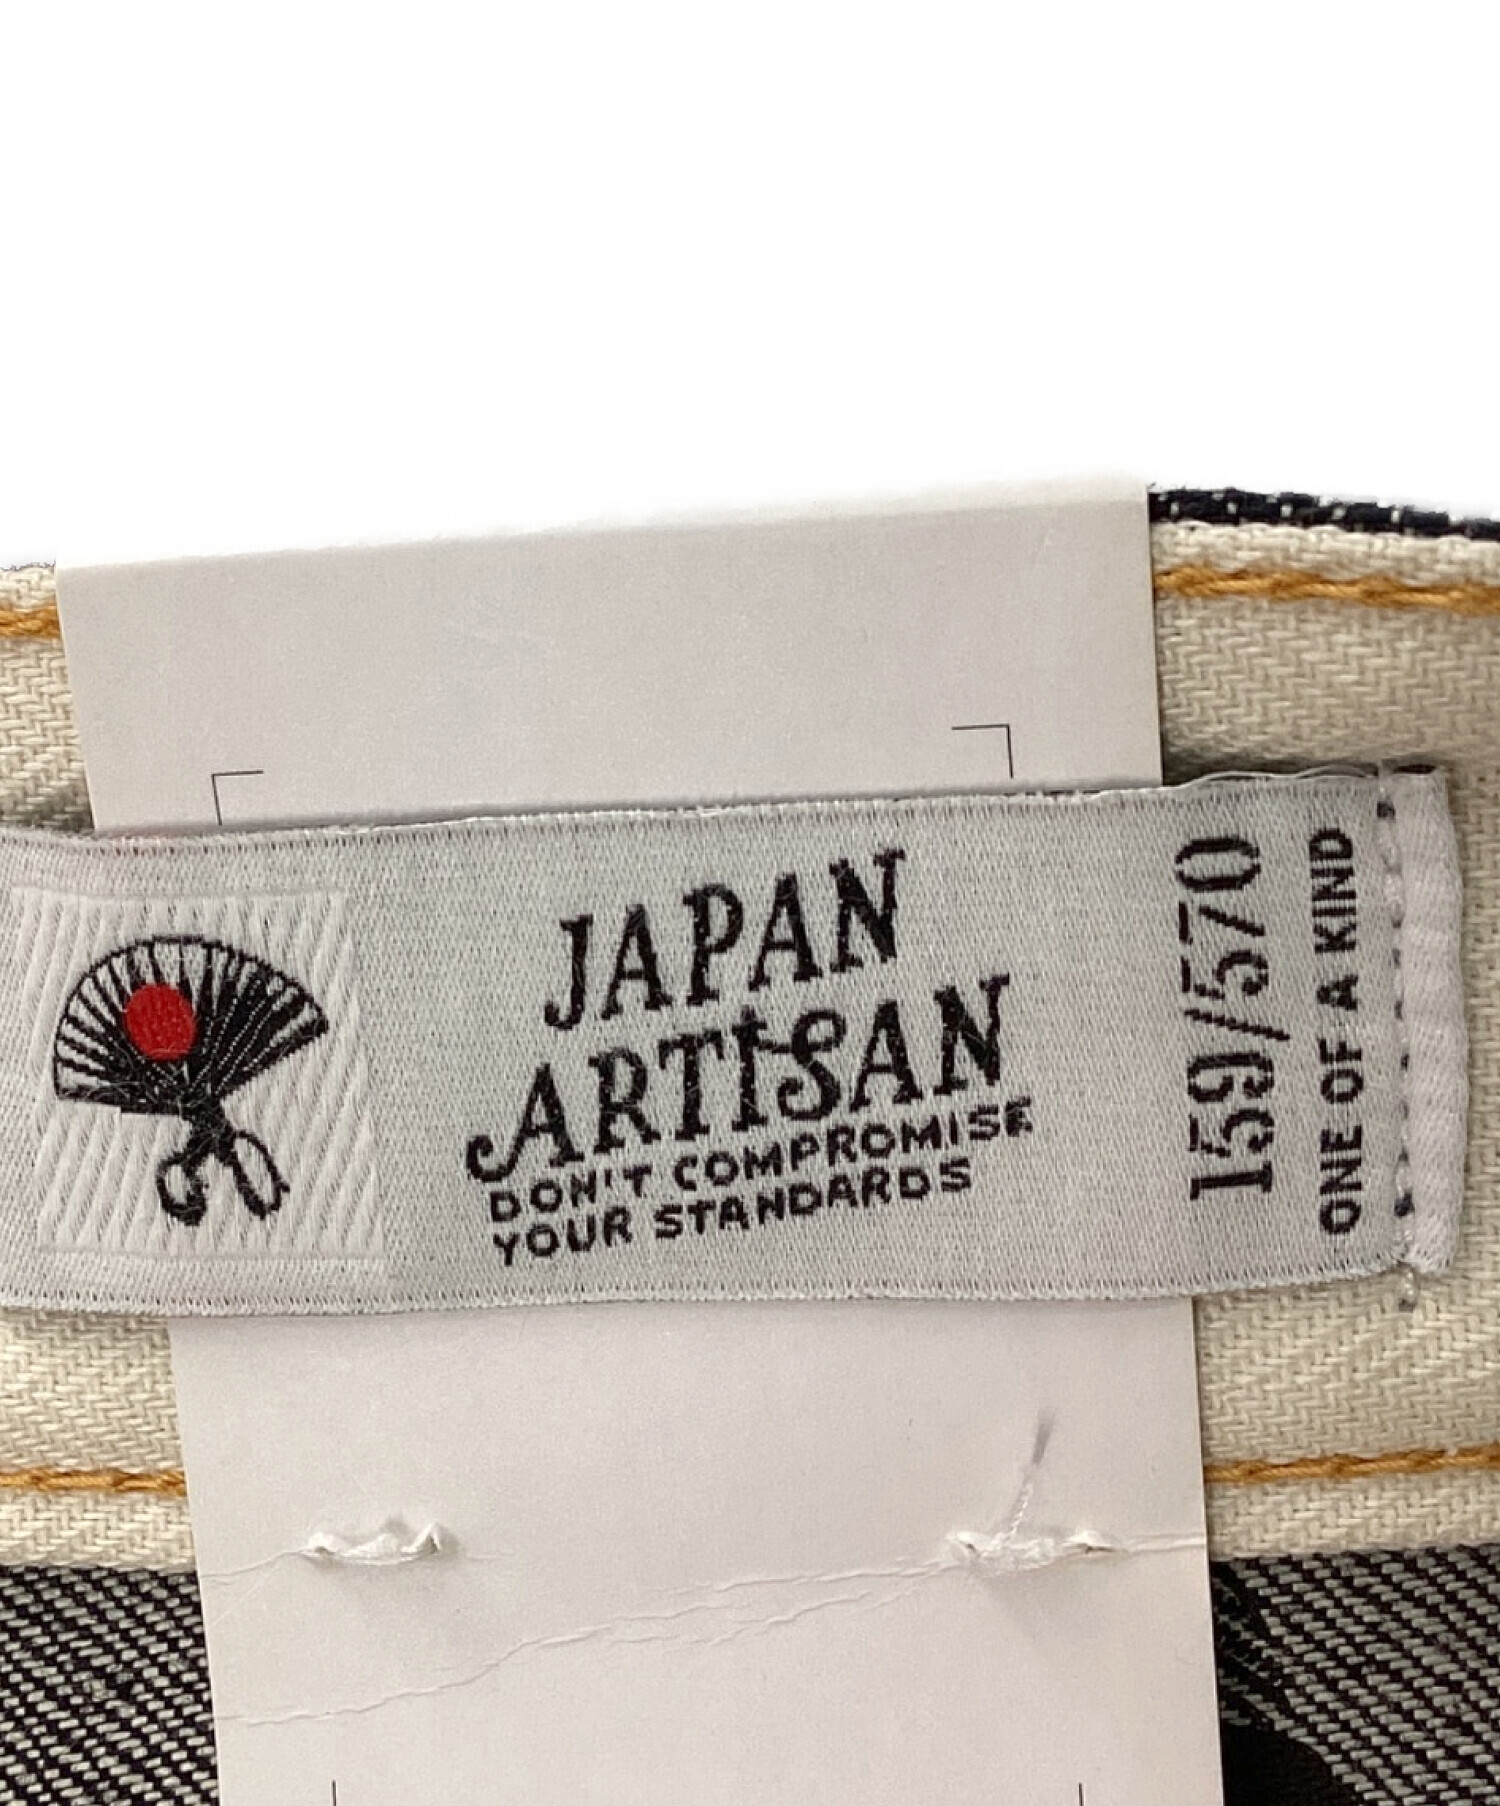 JAPAN
ARTISAN
DON'T COMPROMISE
YOUR STANDARDS
159/570
ONE OF A KIND